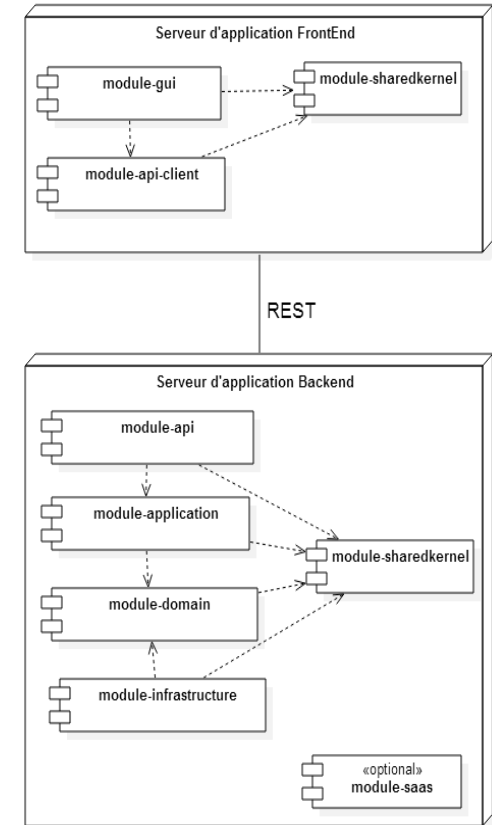 Serveur d'application FrontEnd
module-gui
module-sharedkernel
module-api-client
REST
Serveur d'application Backend
module-api
module-application
module-sharedkernel
module-domain
module-infrastructure
«optional»
module-saas